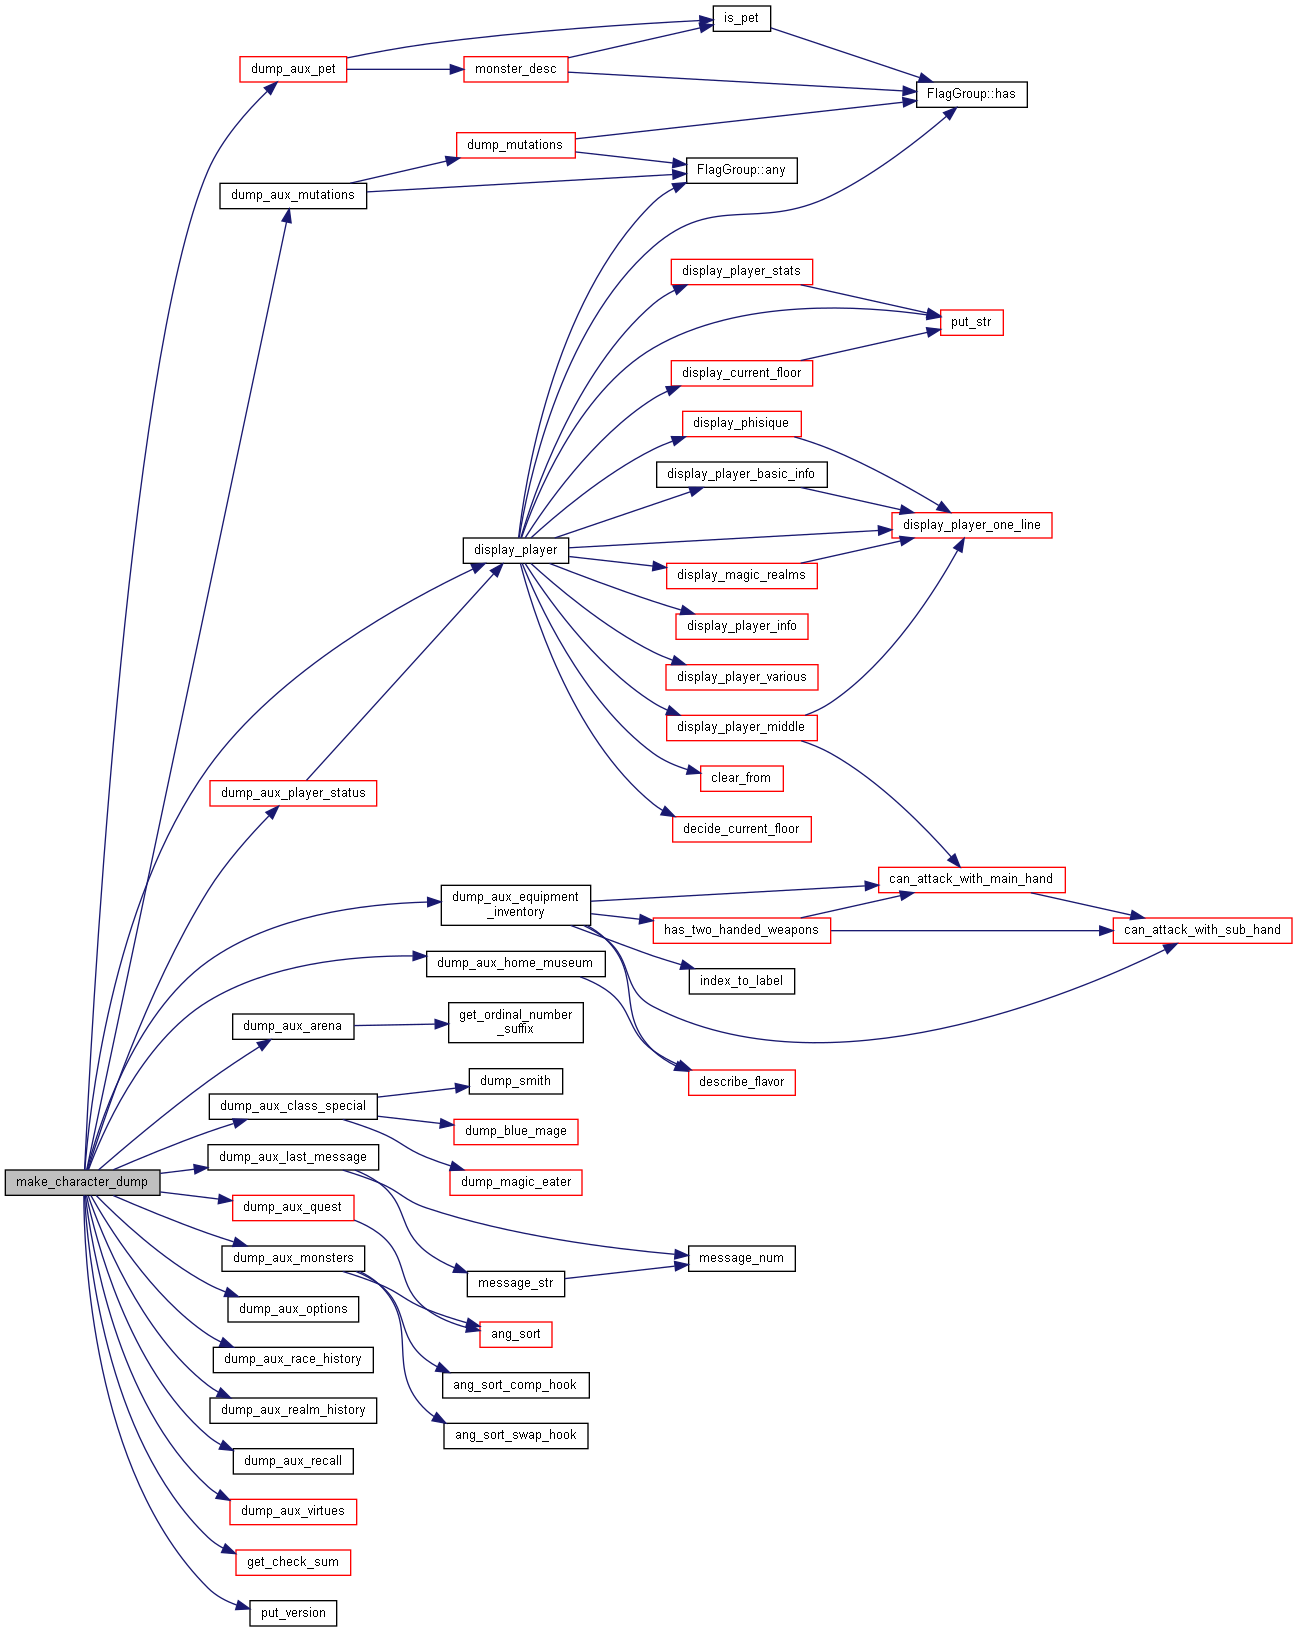 is_pet
dump_aux_pet
monster_desc
FlagGroup::has
dump_mutations
FlagGroup::any
dump_aux_mutations
display_player_stats
put_str
display_current_floor
display_phisique
display_player_basic_info
display_player_one_line
display_player
display_magic_realms
display_player_info
display_player_various
display_player_middle
clear_from
dump_aux_player_status
decide_current_floor
can_attack_with_main_hand
dump_aux_equipment
_inventory
has_two_handed_weapons
can_attack_with_sub_hand
dump_aux_home_museum
index_to_label
get_ordinal_number
_suffix
dump_aux_arena
dump_smith
describe_flavor
dump_aux_class_special
dump_blue_mage
dump_aux_last_message
make_character_dump
dump_magic_eater
dump_aux_quest
dump_aux_monsters
message_num
message_str
dump_aux_options
ang_sort
dump_aux_race_history
ang_sort_comp_hook
dump_aux_realm_history
ang_sort_swap_hook
dump_aux_recall
dump_aux_virtues
get_check_sum
put_version